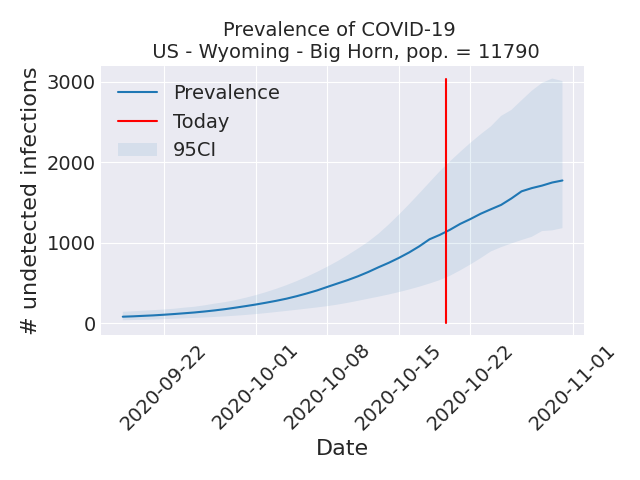 Prevalence of COVID-19
US - Wyoming - Big Horn, pop. = 11790
# undetected infections
3000
2000
1000
0
Prevalence
Today
95CI
2020-09-22
2020-10-01
2020-10-08
2020-10-15
2020-10-22
2020-11-01
Date